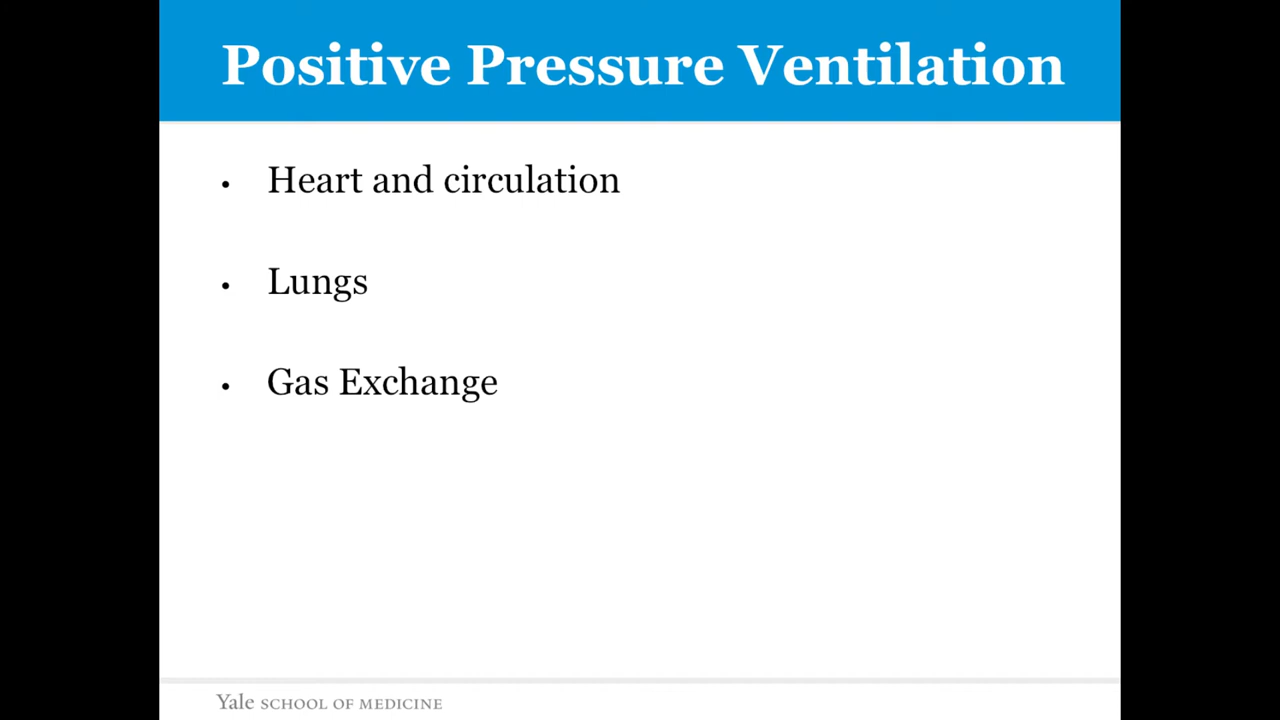 Positive Pressure Ventilation
• Heart and circulation
• Lungs
• Gas Exchange
Yale SCHOOL OF MEDICINE